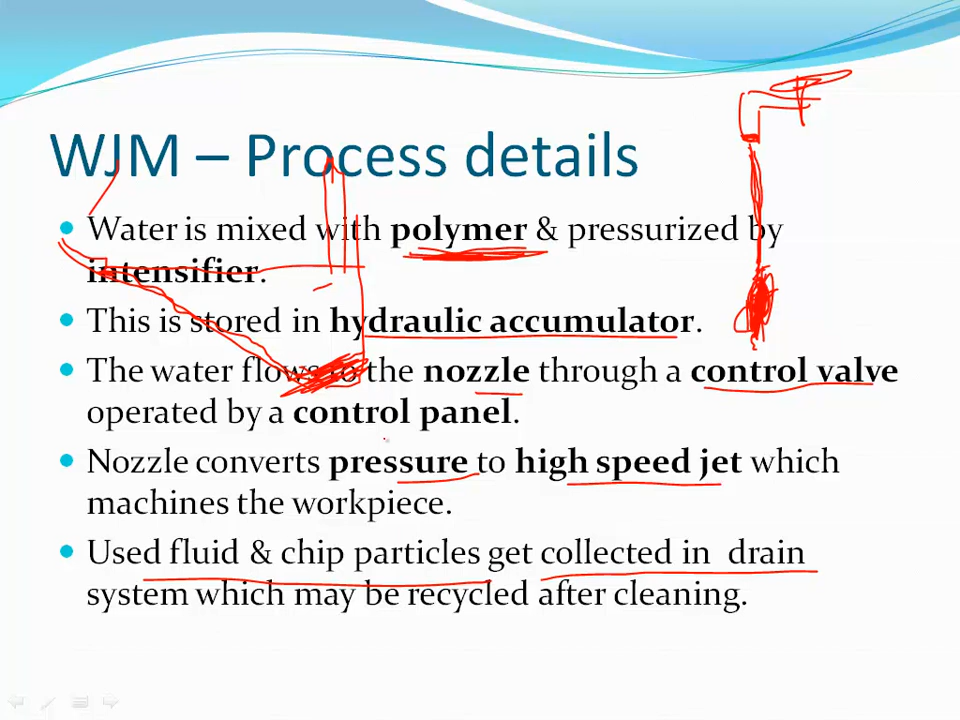 WJM – Process details
Water is mixed with polymer & pressurized by
intensifier.
This is stored in hydraulic accumulator.
The water flows to the nozzle through a control valve
operated by a control panel.
Nozzle converts pressure to high speed jet which
machines the workpiece.
Used fluid & chip particles get collected in drain
system which may be recycled after cleaning.